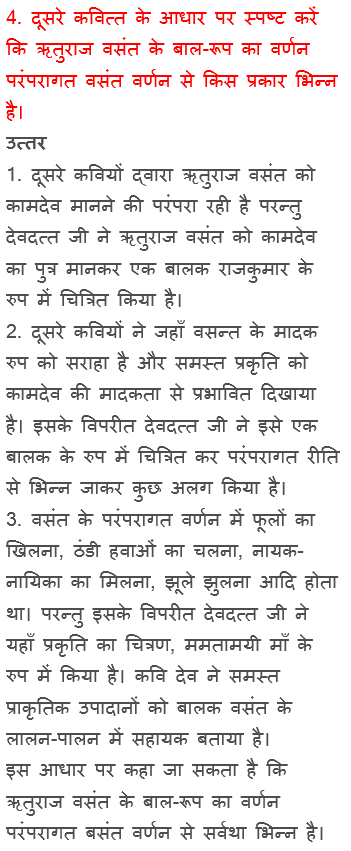 4. दूसरे कवित्त के आधार पर स्पष्ट करें
कि ऋतुराज वसंत के बाल-रूप का वर्णन
परंपरागत वसंत वर्णन से किस प्रकार भिन्न
है।
उत्तर
1. दूसरे कवियों द्वारा ऋतुराज वसंत को
कामदेव मानने की परंपरा रही है परन्तु
देवदत्त जी ने ऋतुराज वसंत को कामदेव
का पुत्र मानकर एक बालक राजकुमार के
रुप में चित्रित किया है।
2. दूसरे कवियों ने जहाँ वसन्त के मादक
रुप को सराहा है और समस्त प्रकृति को
कामदेव की मादकता से प्रभावित दिखाया
है। इसके विपरीत देवदत्त जी ने इसे एक
बालक के रुप में चित्रित कर परंपरागत रीति
से भिन्न जाकर कुछ अलग किया है।
3. वसंत के परंपरागत वर्णन में फूलों का
खिलना, ठंडी हवाओं का चलना, नायक-
नायिका का मिलना, झूले झुलना आदि होता
था। परन्तु इसके विपरीत देवदत्त जी ने
यहाँ प्रकृति का चित्रण, ममतामयी माँ के
रुप में किया है। कवि देव ने समस्त
प्राकृतिक उपादानों को बालक वसंत के
लालन-पालन में सहायक बताया है।
इस आधार पर कहा जा सकता है कि
ऋतुराज वसंत के बाल-रूप का वर्णन
परंपरागत बसंत वर्णन से सर्वथा भिन्न है।